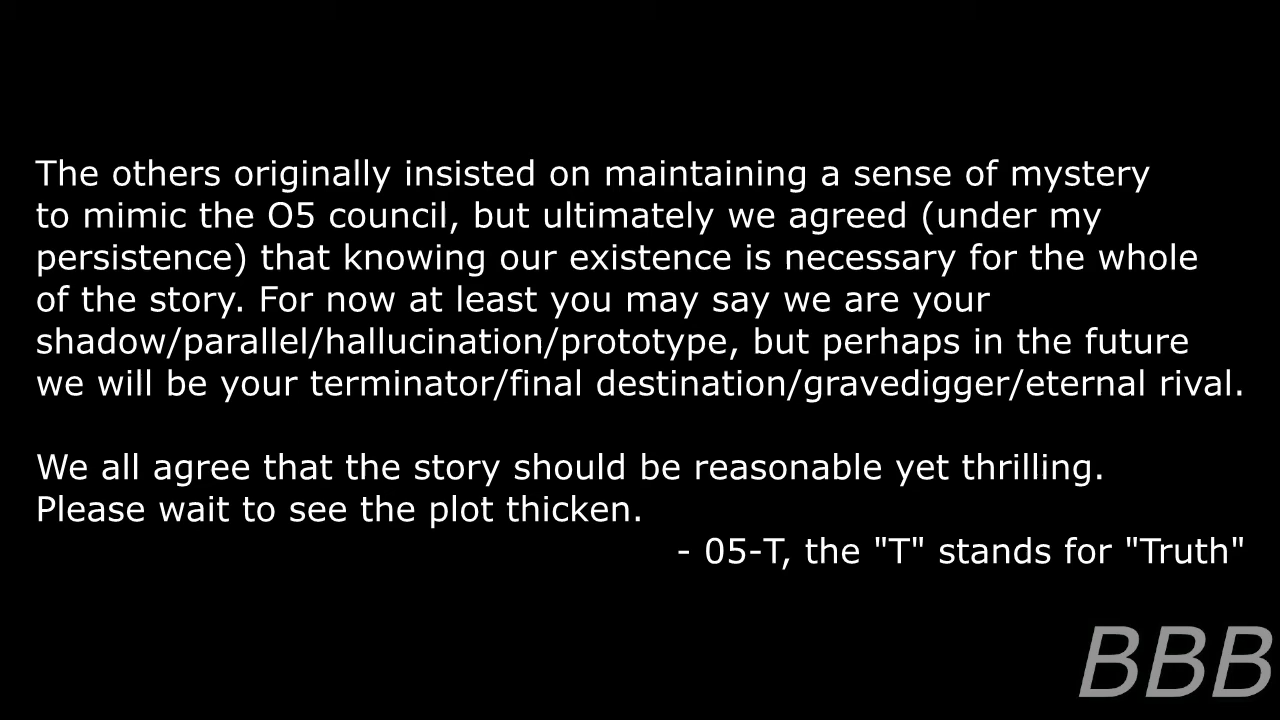 The others originally insisted on maintaining a sense of mystery
to mimic the O5 council, but ultimately we agreed (under my
persistence) that knowing our existence is necessary for the whole
of the story. For now at least you may say we are your
shadow/parallel/hallucination/prototype, but perhaps in the future
we will be your terminator/final destination/gravedigger/eternal rival.
We all agree that the story should be reasonable yet thrilling.
Please wait to see the plot thicken.
- 05-T, the "T" stands for "Truth"
BBB